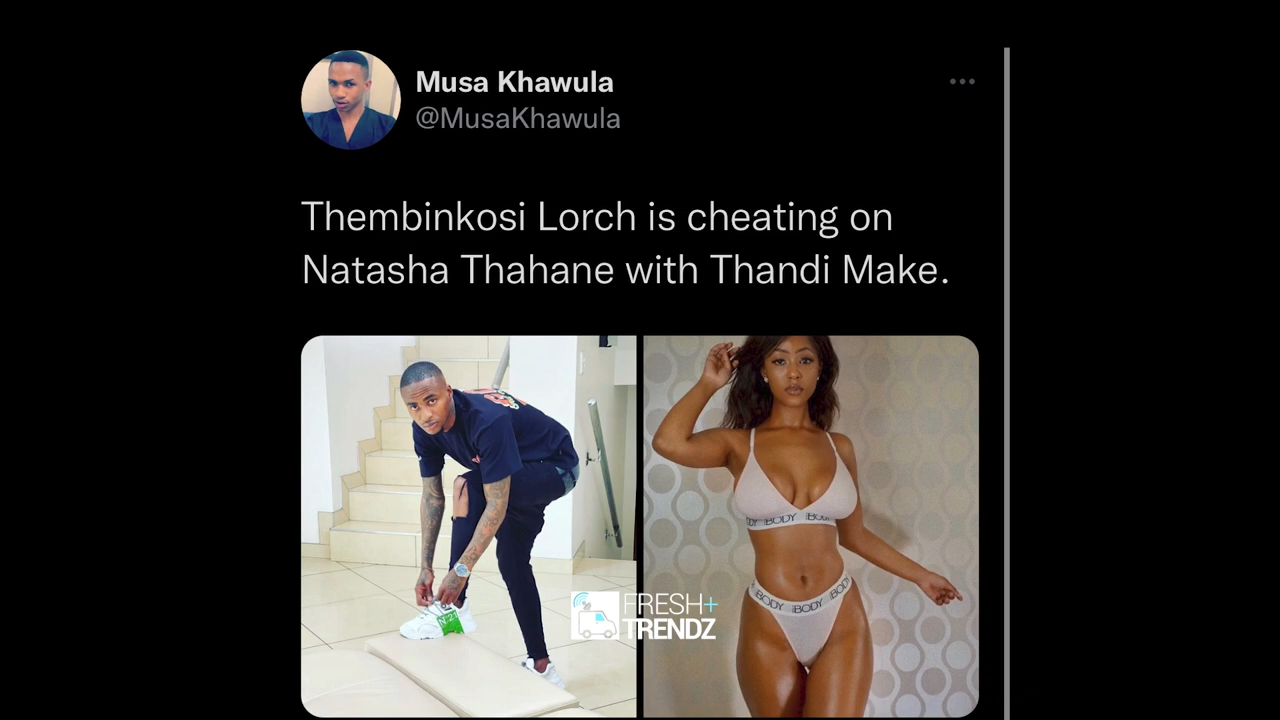 Musa Khawula
@MusaKhawula
Thembinkosi Lorch is cheating on
Natasha Thahane with Thandi Make.
BODY BODY
FRESH+
TRENDZ
BODY BODY BODY